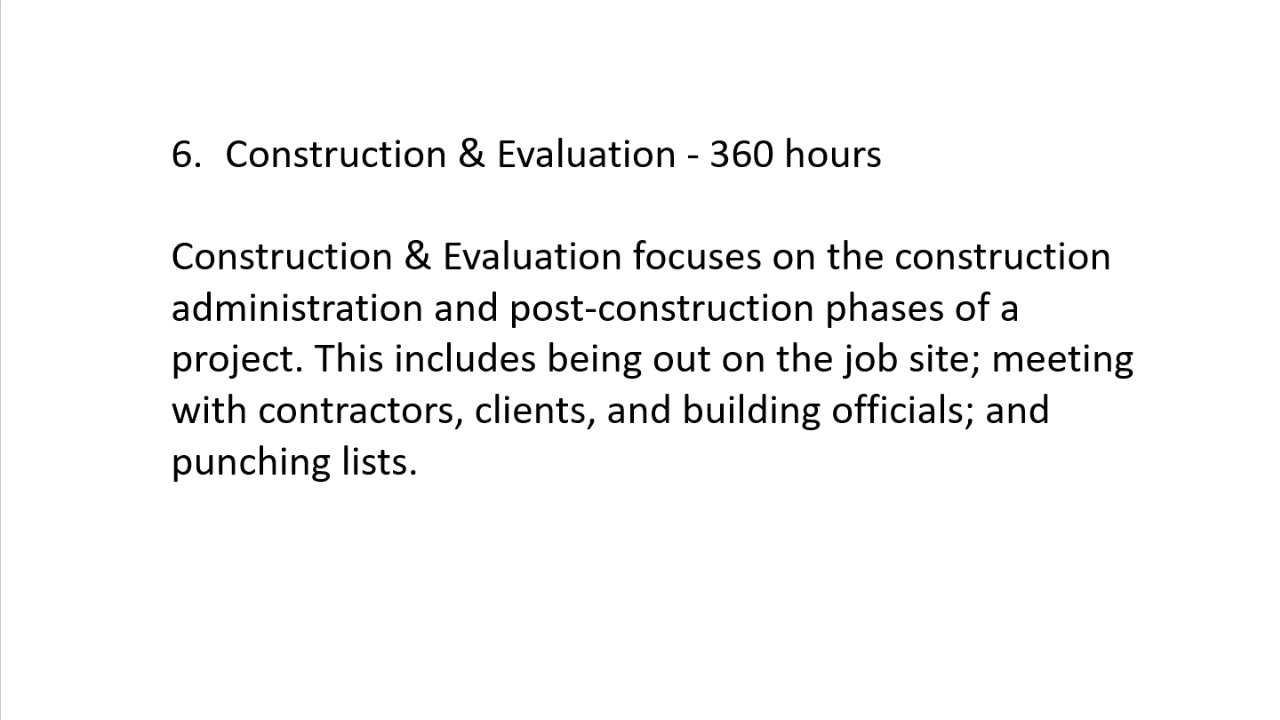 6. Construction & Evaluation - 360 hours
Construction & Evaluation focuses on the construction
administration and post-construction phases of a
project. This includes being out on the job site; meeting
with contractors, clients, and building officials; and
punching lists.